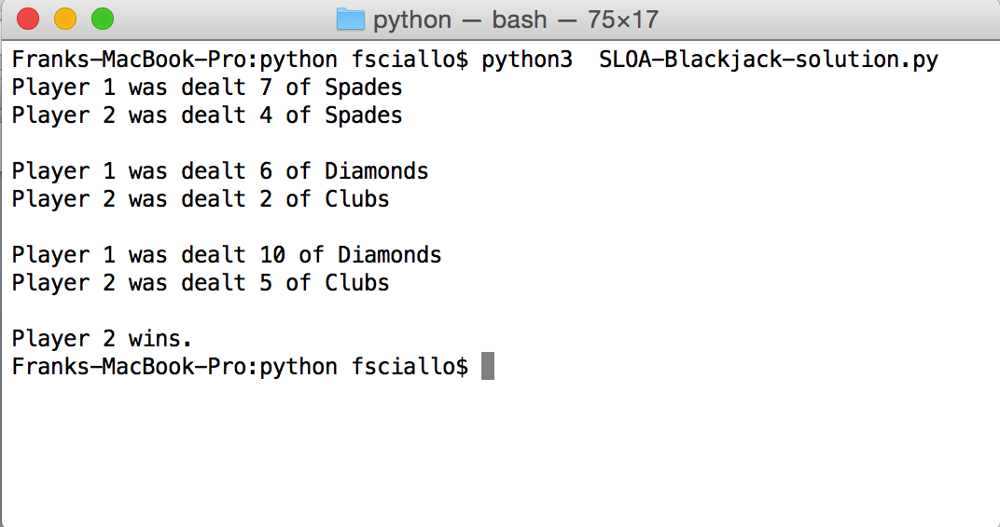 python — bash — 75×17
Franks-MacBook-Pro:python fsciallo$ python3  SLOA-Blackjack-solution.py
Player 1 was dealt 7 of Spades
Player 2 was dealt 4 of Spades
Player 1 was dealt 6 of Diamonds
Player 2 was dealt 2 of Clubs
Player 1 was dealt 10 of Diamonds
Player 2 was dealt 5 of Clubs
Player 2 wins.
Franks-MacBook-Pro:python fsciallo$